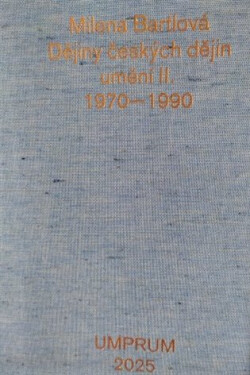 Milena Bartlová
Dějiny českých dějin
umění II.
1970—1990
UMPRUM
2025